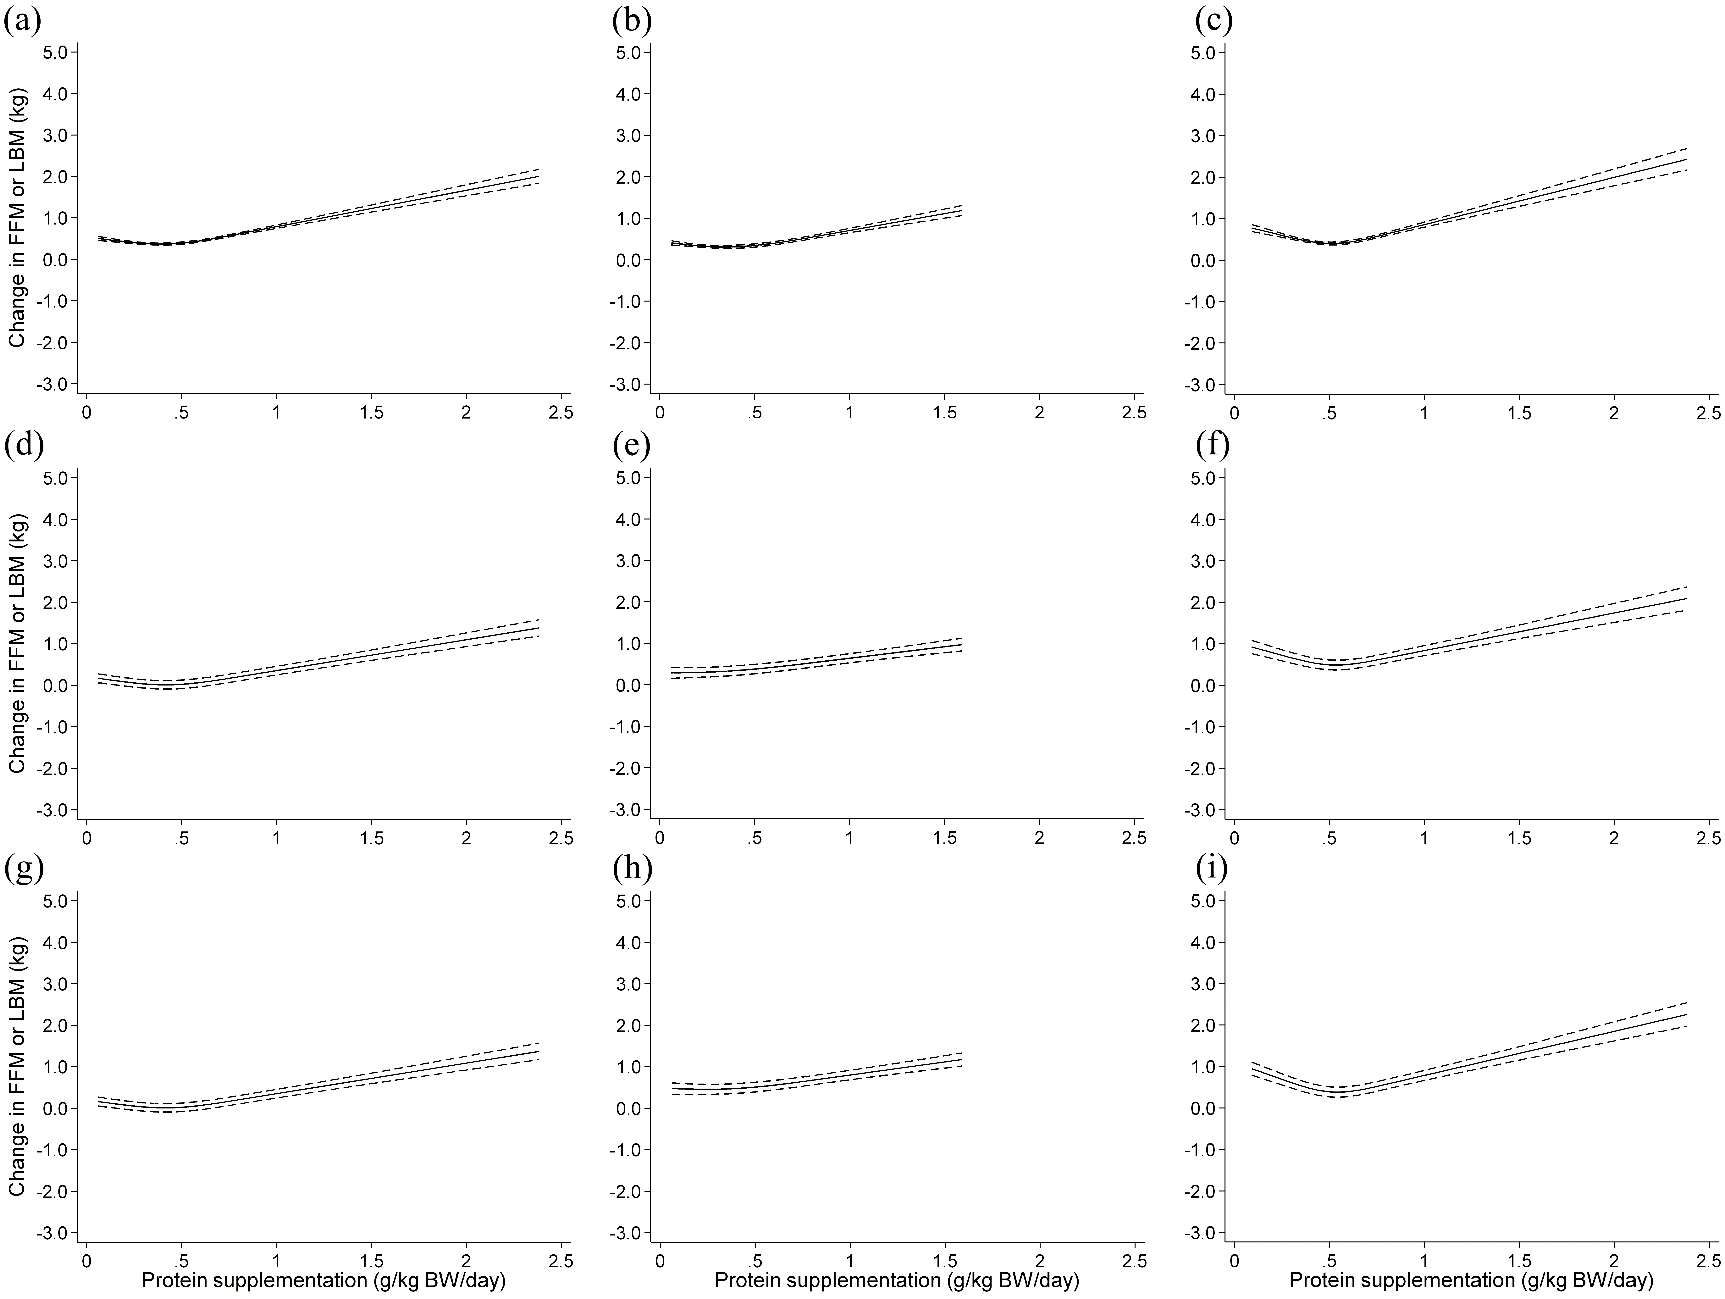 (a) (b) (c)
5.0 5.0 5.0
4.0 4.0 4.0
3.0 3.0 3.0
2.0 2.0 2.0
1.0 1.0 1.0
0.0 0.0 0.0
-1.0 -1.0 -1.0
-2.0 -2.0 -2.0
-3.0 -3.0 -3.0
Change in FFM or LBM (kg)
0 .5 1 1.5 2 2.5 0 .5 1 1.5 2 2.5 0 .5 1 1.5 2 2.5
(d) (e) (f)
5.0 5.0 5.0
4.0 4.0 4.0
3.0 3.0 3.0
2.0 2.0 2.0
1.0 1.0 1.0
0.0 0.0 0.0
-1.0 -1.0 -1.0
-2.0 -2.0 -2.0
-3.0 -3.0 -3.0
Change in FFM or LBM (kg)
0 .5 1 1.5 2 2.5 0 .5 1 1.5 2 2.5 0 .5 1 1.5 2 2.5
(g) (h) (i)
5.0 5.0 5.0
4.0 4.0 4.0
3.0 3.0 3.0
2.0 2.0 2.0
1.0 1.0 1.0
0.0 0.0 0.0
-1.0 -1.0 -1.0
-2.0 -2.0 -2.0
-3.0 -3.0 -3.0
Change in FFM or LBM (kg)
0 .5 1 1.5 2 2.5 0 .5 1 1.5 2 2.5 0 .5 1 1.5 2 2.5
Protein supplementation (g/kg BW/day) Protein supplementation (g/kg BW/day) Protein supplementation (g/kg BW/day)